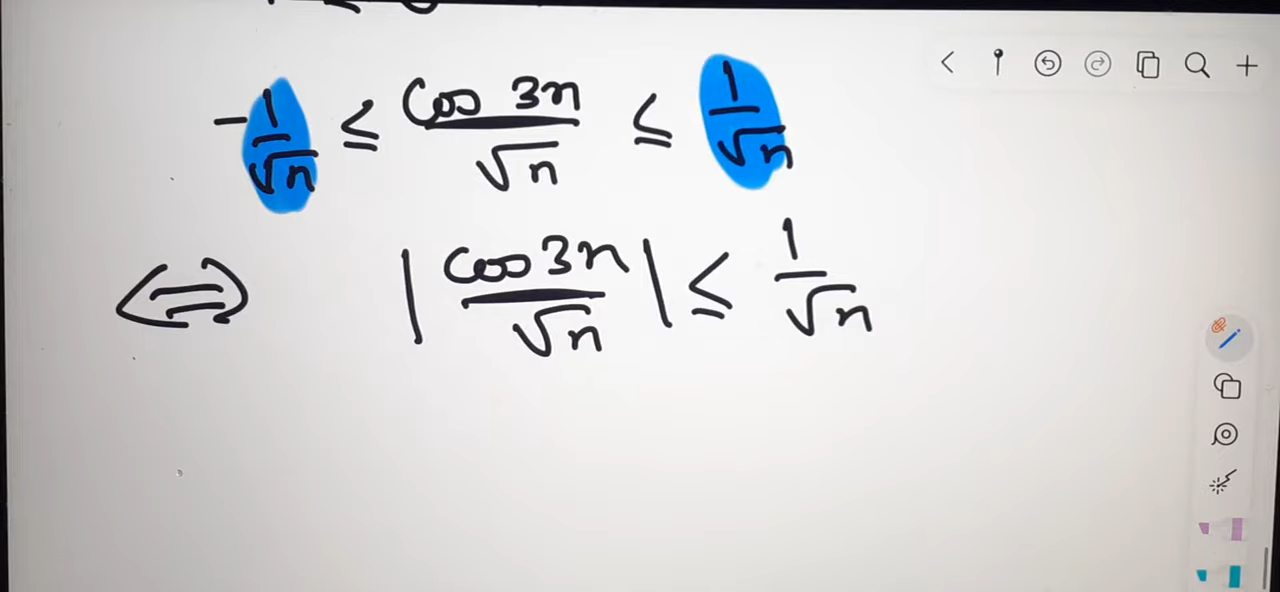 -1/√n ≤ cos 3n/√n ≤ 1/√n
⇔ |cos 3n/√n| ≤ 1/√n